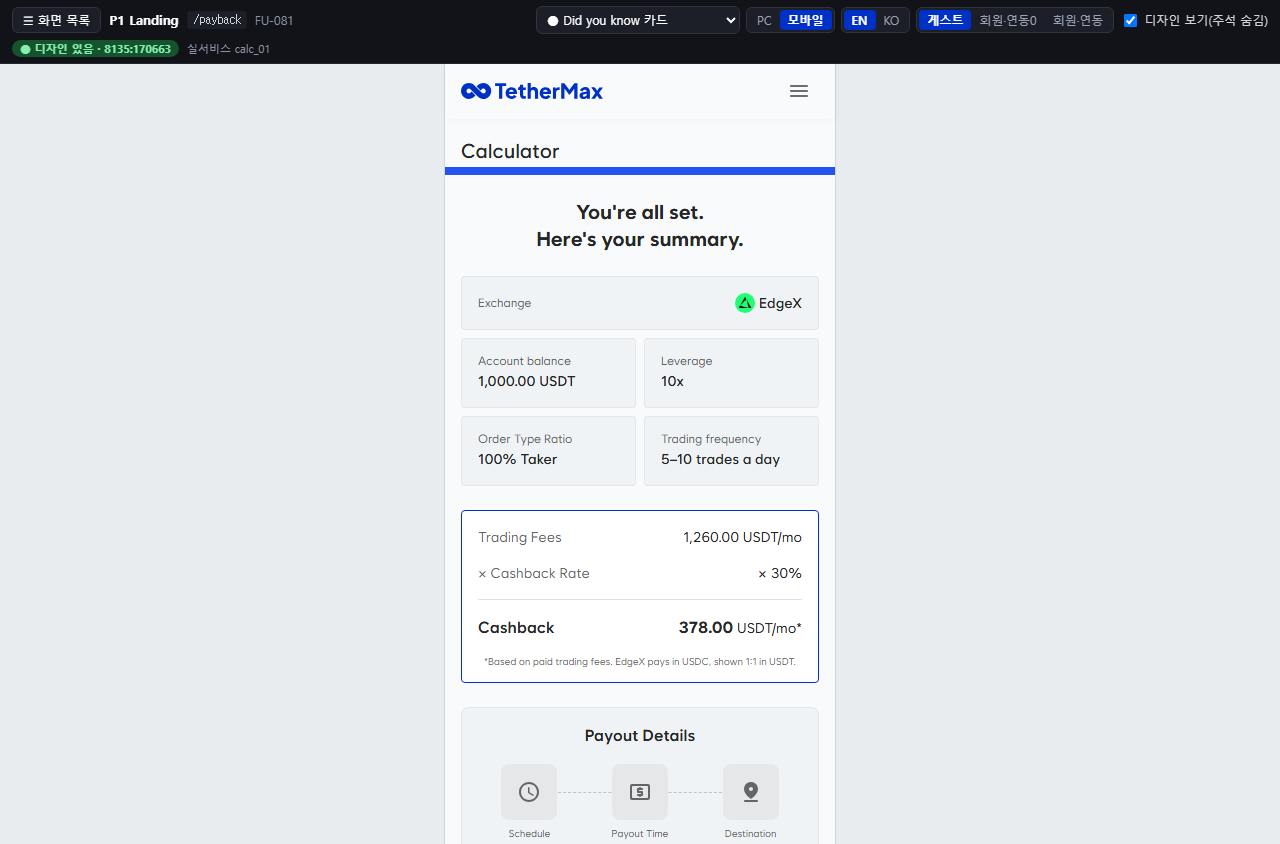 ☰ 화면 목록 P1 Landing /payback FU-081 ● Did you know 카드 PC 모바일 EN KO 게스트 회원·연동0 회원·연동 디자인 보기(주석 숨김)
● 디자인 있음 · 8135:170663 실서비스 calc_01
TetherMax
Calculator
You're all set.
Here's your summary.
Exchange EdgeX
Account balance Leverage
1,000.00 USDT 10x
Order Type Ratio Trading frequency
100% Taker 5–10 trades a day
Trading Fees 1,260.00 USDT/mo
× Cashback Rate × 30%
Cashback 378.00 USDT/mo*
*Based on paid trading fees. EdgeX pays in USDC, shown 1:1 in USDT.
Payout Details
Schedule Payout Time Destination